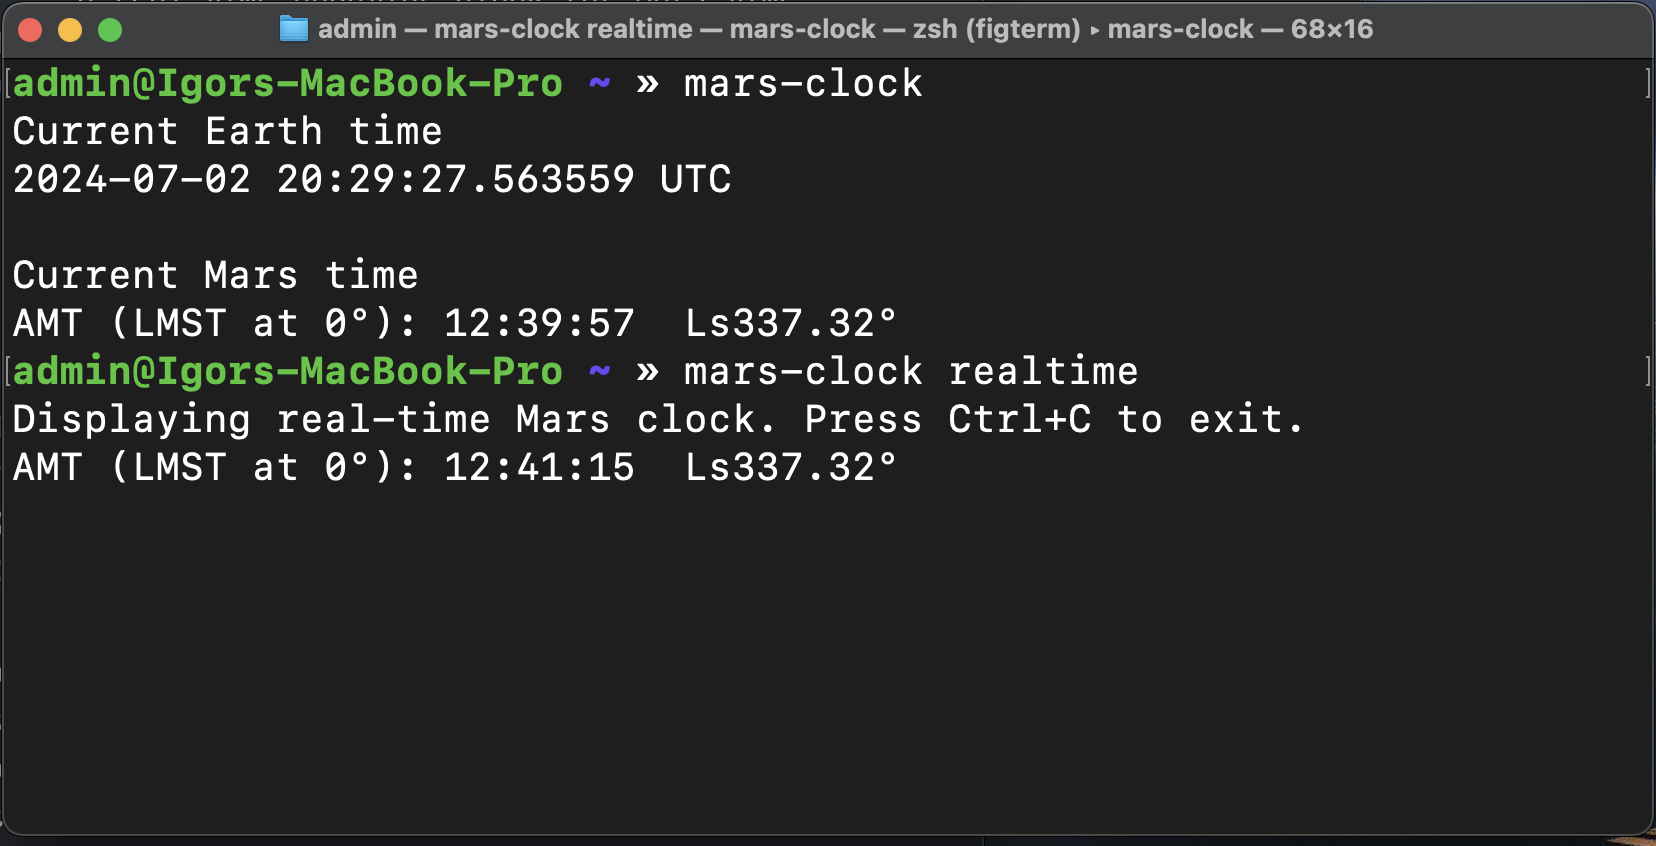 admin — mars-clock realtime — mars-clock — zsh (figterm) ▸ mars-clock — 68×16
[admin@Igors-MacBook-Pro ~ » mars-clock ]
Current Earth time
2024-07-02 20:29:27.563559 UTC
Current Mars time
AMT (LMST at 0°): 12:39:57  Ls337.32°
[admin@Igors-MacBook-Pro ~ » mars-clock realtime ]
Displaying real-time Mars clock. Press Ctrl+C to exit.
AMT (LMST at 0°): 12:41:15  Ls337.32°